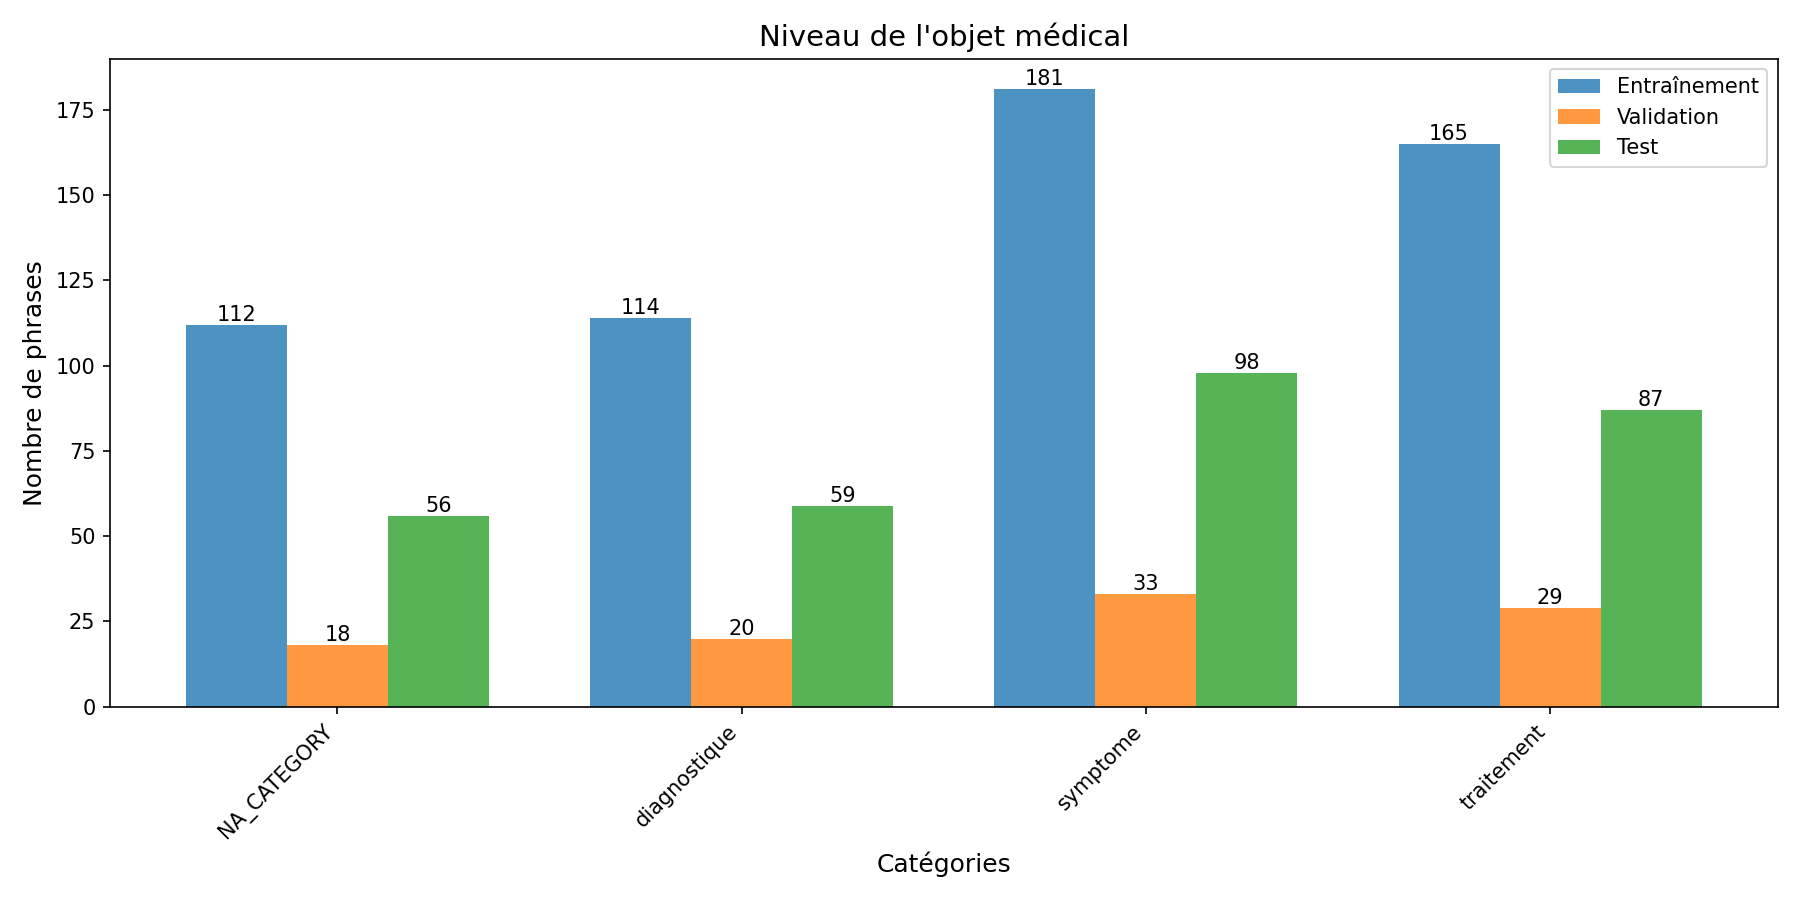 Niveau de l'objet médical
Entraînement
Validation
Test
Nombre de phrases
175
150
125
100
75
50
25
0
112
18
56
114
20
59
181
33
98
165
29
87
NA_CATEGORY
diagnostique
symptome
traitement
Catégories